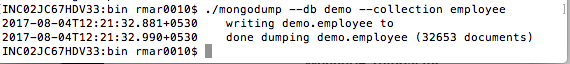 [INC02JC67HDV33:bin rmar0010$ ./mongodump --db demo --collection employee ]
2017-08-04T12:21:32.881+0530 writing demo.employee to
2017-08-04T12:21:32.990+0530 done dumping demo.employee (32653 documents)
INC02JC67HDV33:bin rmar0010$